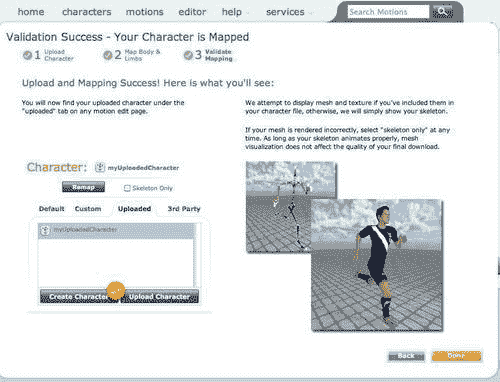 home characters motions editor help services Search Motions
Validation Success - Your Character is Mapped
1 Upload Character 2 Map Body & Limbs 3 Validate Mapping
Upload and Mapping Success! Here is what you'll see:
You will now find your uploaded character under the
"uploaded" tab on any motion edit page.
We attempt to display mesh and texture if you've included them in
your character file, otherwise, we will simply show your skeleton.
If your mesh is rendered incorrectly, select "skeleton only" at any
time. As long as your skeleton animates properly, mesh
visualization does not affect the quality of your final download.
Character: myUploadedCharacter
Remap Skeleton Only
Default Custom Uploaded 3rd Party
myUploadedCharacter
Create Character Upload Character
Back Done